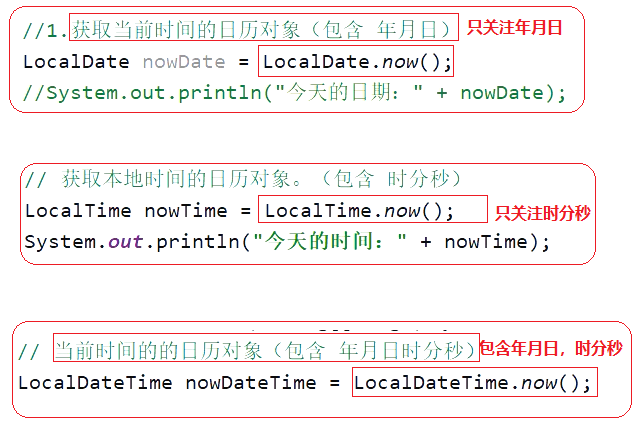 //1.获取当前时间的日历对象（包含 年月日） 只关注年月日
LocalDate nowDate = LocalDate.now();
//System.out.println("今天的日期：" + nowDate);
// 获取本地时间的日历对象。（包含 时分秒）
LocalTime nowTime = LocalTime.now(); 只关注时分秒
System.out.println("今天的时间：" + nowTime);
// 当前时间的的日历对象（包含 年月日时分秒） 包含年月日，时分秒
LocalDateTime nowDateTime = LocalDateTime.now();